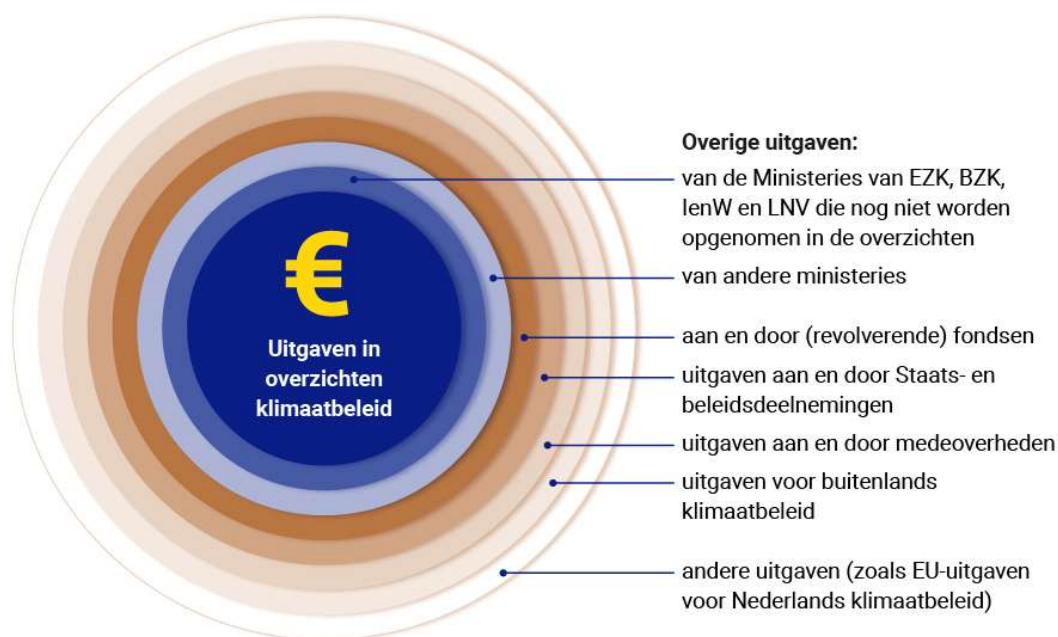 €
Uitgaven in
overzichten
klimaatbeleid
Overige uitgaven:
van de Ministeries van EZK, BZK,
IenW en LNV die nog niet worden
opgenomen in de overzichten
van andere ministeries
aan en door (revolverende) fondsen
uitgaven aan en door Staats- en
beleidsdeelnemingen
uitgaven aan en door medeoverheden
uitgaven voor buitenlands
klimaatbeleid
andere uitgaven (zoals EU-uitgaven
voor Nederlands klimaatbeleid)